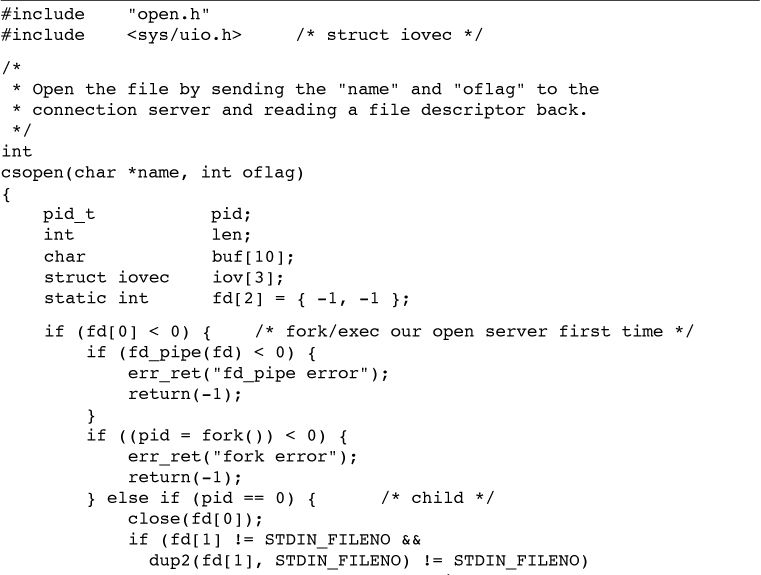 #include    "open.h"
#include    <sys/uio.h>     /* struct iovec */
/*
 * Open the file by sending the "name" and "oflag" to the
 * connection server and reading a file descriptor back.
 */
int
csopen(char *name, int oflag)
{
    pid_t           pid;
    int             len;
    char            buf[10];
    struct iovec    iov[3];
    static int      fd[2] = { -1, -1 };
    if (fd[0] < 0) {    /* fork/exec our open server first time */
        if (fd_pipe(fd) < 0) {
            err_ret("fd_pipe error");
            return(-1);
        }
        if ((pid = fork()) < 0) {
            err_ret("fork error");
            return(-1);
        } else if (pid == 0) {      /* child */
            close(fd[0]);
            if (fd[1] != STDIN_FILENO &&
              dup2(fd[1], STDIN_FILENO) != STDIN_FILENO)